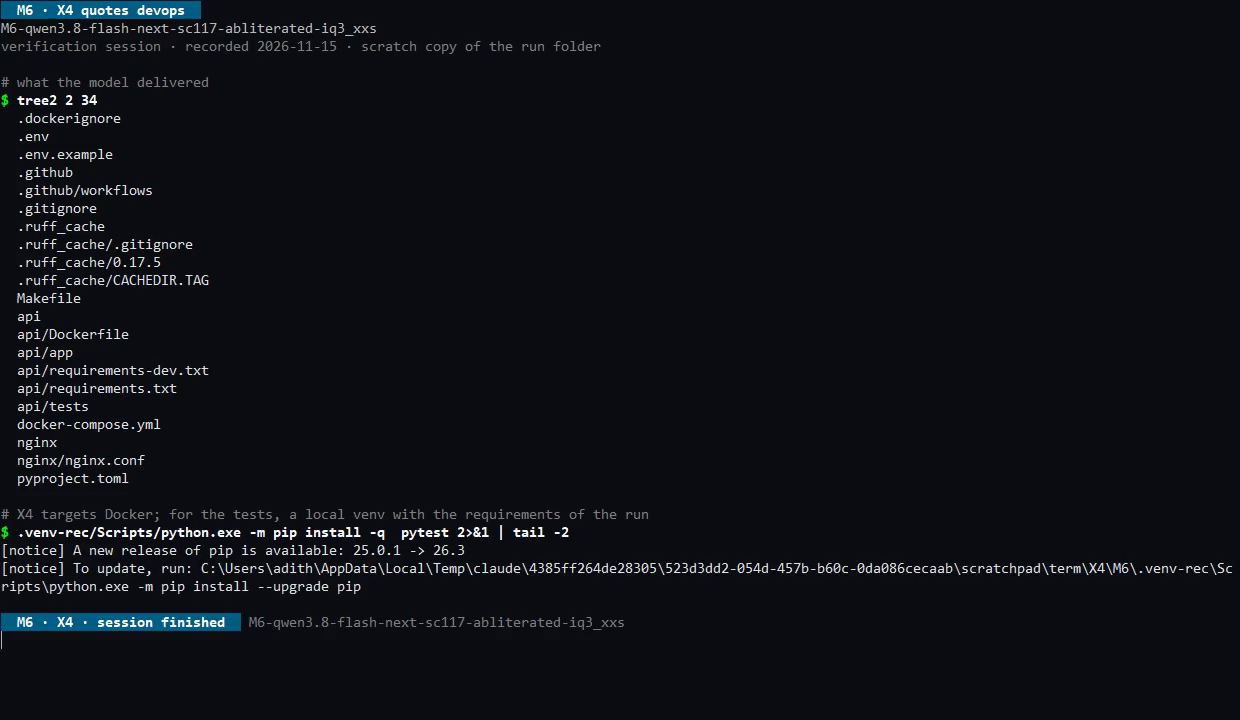 M6 · X4 quotes devops
M6-qwen3.8-flash-next-sc117-abliterated-iq3_xxs
verification session · recorded 2026-11-15 · scratch copy of the run folder
# what the model delivered
$ tree2 2 34
.dockerignore
.env
.env.example
.github
.github/workflows
.gitignore
.ruff_cache
.ruff_cache/.gitignore
.ruff_cache/0.17.5
.ruff_cache/CACHEDIR.TAG
Makefile
api
api/Dockerfile
api/app
api/requirements-dev.txt
api/requirements.txt
api/tests
docker-compose.yml
nginx
nginx/nginx.conf
pyproject.toml
# X4 targets Docker; for the tests, a local venv with the requirements of the run
$ .venv-rec/Scripts/python.exe -m pip install -q  pytest 2>&1 | tail -2
[notice] A new release of pip is available: 25.0.1 -> 26.3
[notice] To update, run: C:\Users\adith\AppData\Local\Temp\claude\4385ff264de28305\523d3dd2-054d-457b-b60c-0da086cecaab\scratchpad\term\X4\M6\.venv-rec\Sc
ripts\python.exe -m pip install --upgrade pip
M6 · X4 · session finished M6-qwen3.8-flash-next-sc117-abliterated-iq3_xxs